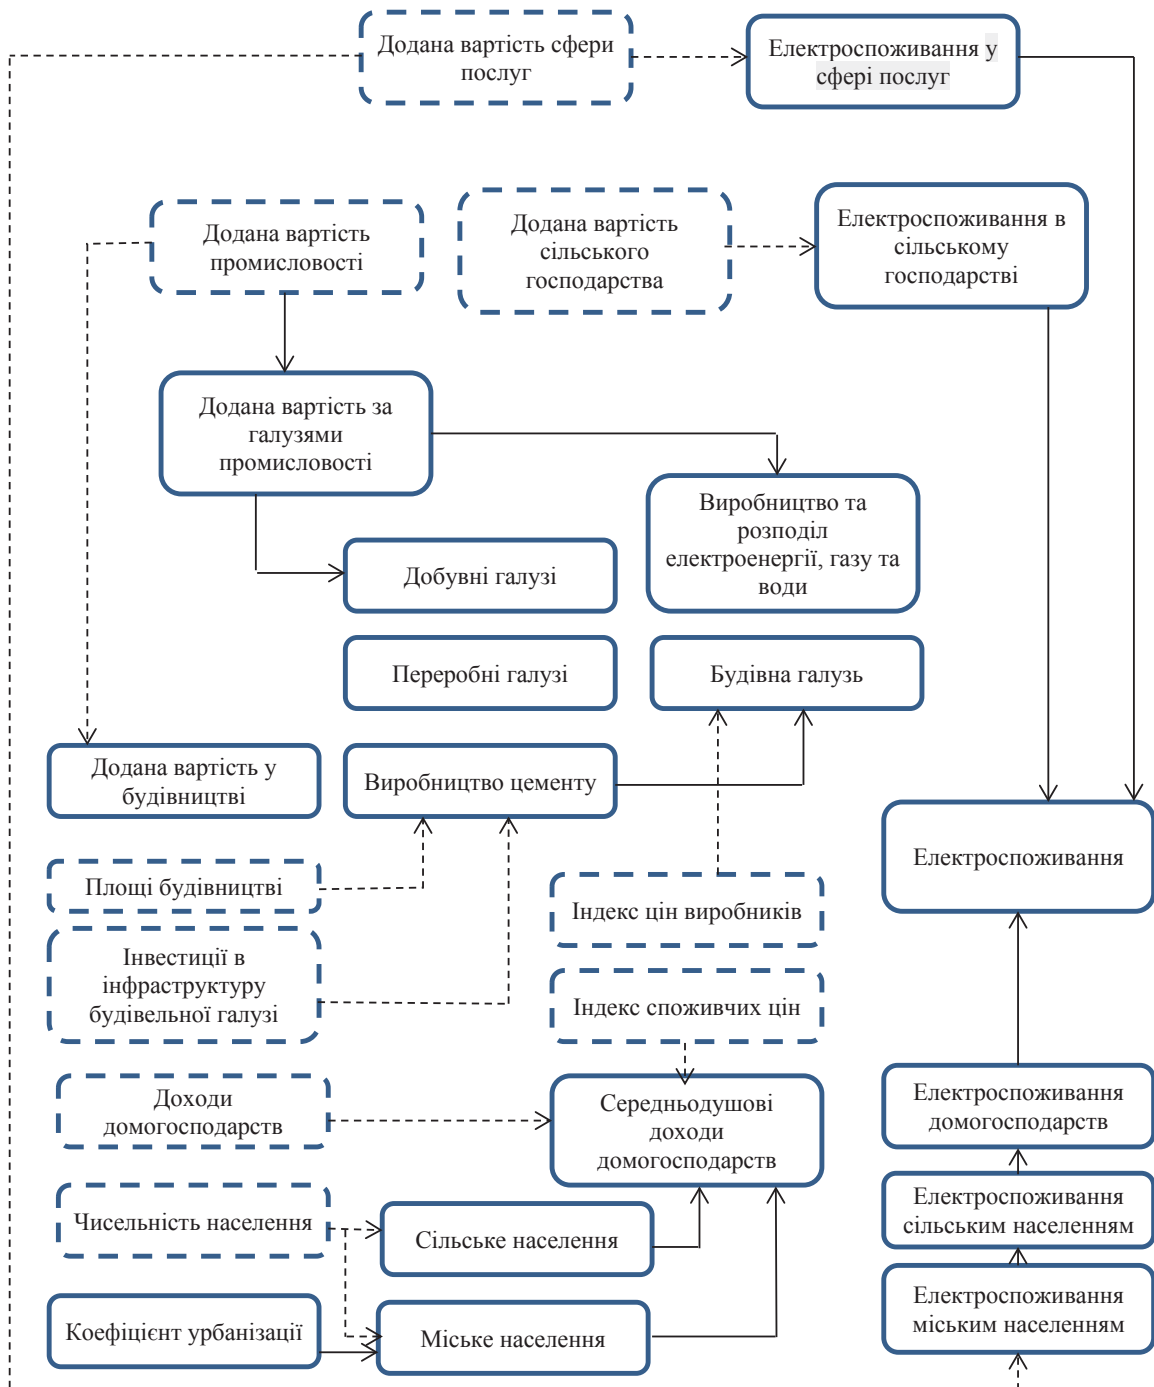 Додана вартість сфери
послуг
Електроспоживання у
сфері послуг
Додана вартість
промисловості
Додана вартість
сільського
господарства
Електроспоживання в
сільському
господарстві
Додана вартість за
галузями
промисловості
Виробництво та
розподіл
електроенергії, газу та
води
Добувні галузі
Переробні галузі
Будівна галузь
Додана вартість у
будівництві
Виробництво цементу
Електроспоживання
Площі будівництві
Індекс цін виробників
Інвестиції в
інфраструктуру
будівельної галузі
Індекс споживчих цін
Доходи
домогосподарств
Середньодушові
доходи
домогосподарств
Електроспоживання
домогосподарств
Чисельність населення
Сільське населення
Електроспоживання
сільським населенням
Коефіцієнт урбанізації
Міське населення
Електроспоживання
міським населенням